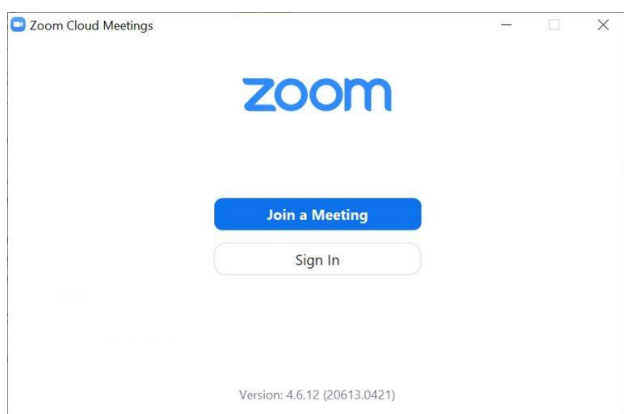 Zoom Cloud Meetings
zoom
Join a Meeting
Sign In
Version: 4.6.12 (20613.0421)